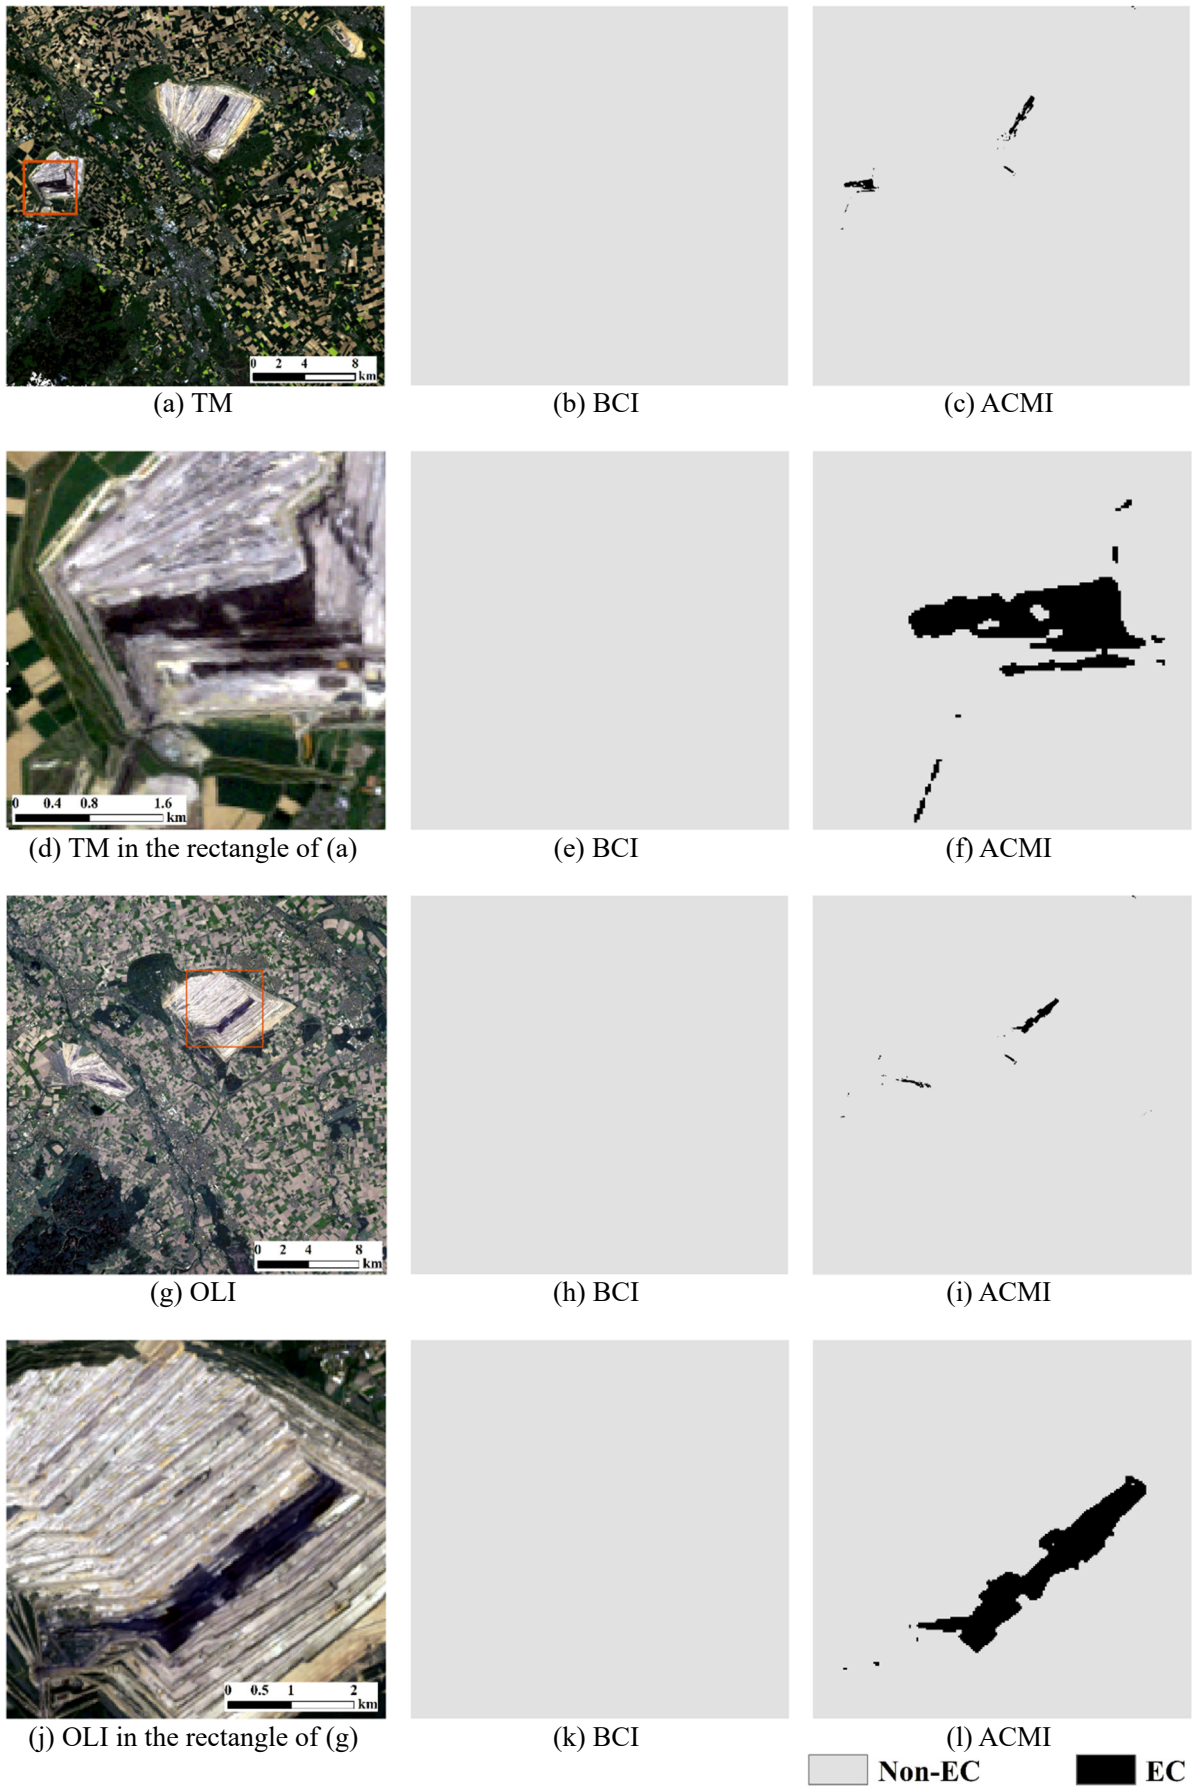 0 2 4 8
km
(a) TM
(b) BCI
(c) ACMI
0 0.4 0.8 1.6
km
(d) TM in the rectangle of (a)
(e) BCI
(f) ACMI
0 2 4 8
km
(g) OLI
(h) BCI
(i) ACMI
0 0.5 1 2
km
(j) OLI in the rectangle of (g)
(k) BCI
(l) ACMI
Non-EC EC